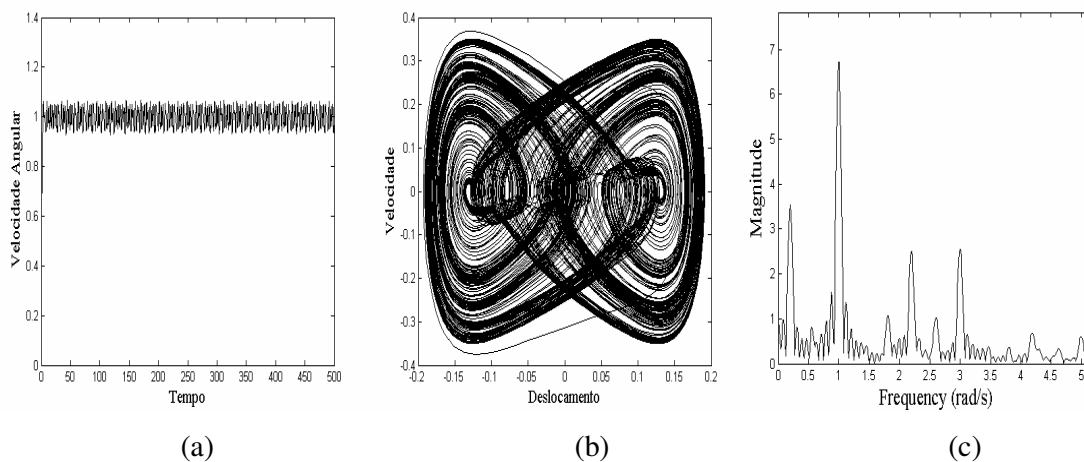 1.4
1.2
1
0.8
0.6
0.4
0.2
0
Velocidade Angular
0 50 100 150 200 250 300 350 400 450 500
Tempo
(a)
0.4
0.3
0.2
0.1
0
-0.1
-0.2
-0.3
-0.4
Velocidade
-0.2 -0.15 -0.1 -0.05 0 0.05 0.1 0.15 0.2
Deslocamento
(b)
7
6
5
4
3
2
1
0
Magnitude
0 0.5 1 1.5 2 2.5 3 3.5 4 4.5 5
Frequency (rad/s)
(c)